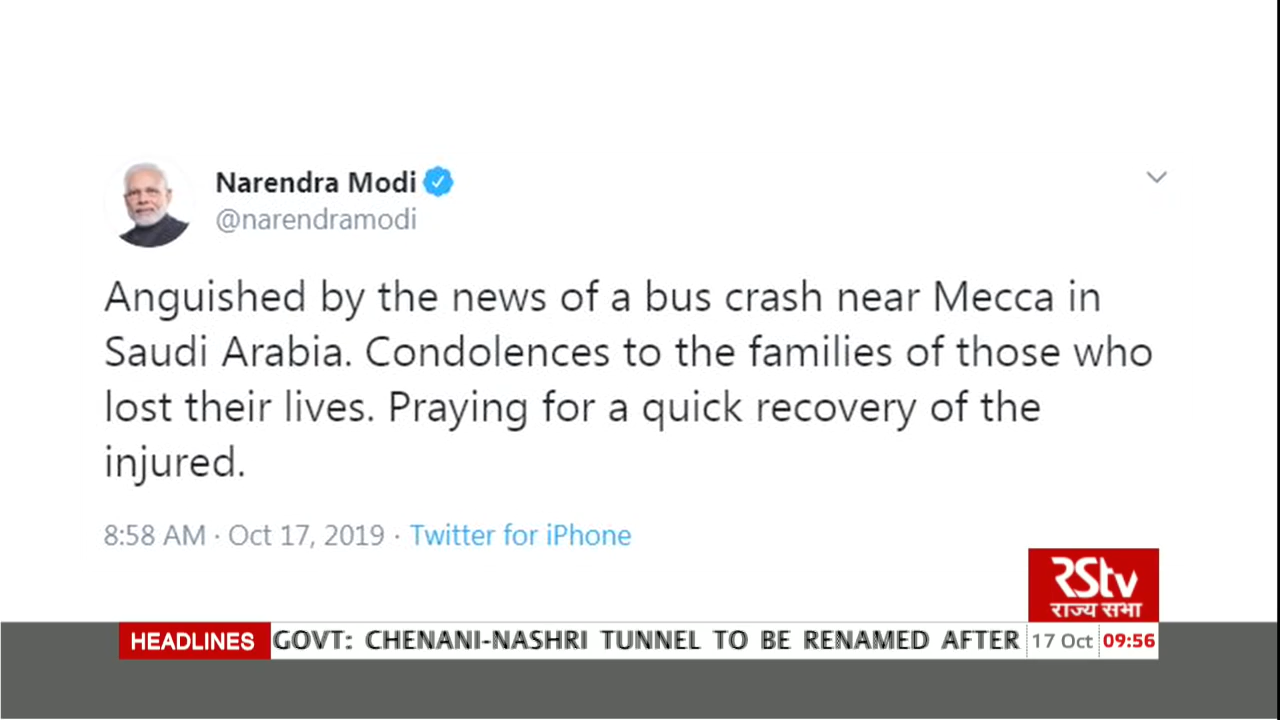 Narendra Modi
@narendramodi
Anguished by the news of a bus crash near Mecca in
Saudi Arabia. Condolences to the families of those who
lost their lives. Praying for a quick recovery of the
injured.
8:58 AM · Oct 17, 2019 · Twitter for iPhone
RStv
राज्य सभा
HEADLINES GOVT: CHENANI-NASHRI TUNNEL TO BE RENAMED AFTER 17 Oct 09:56